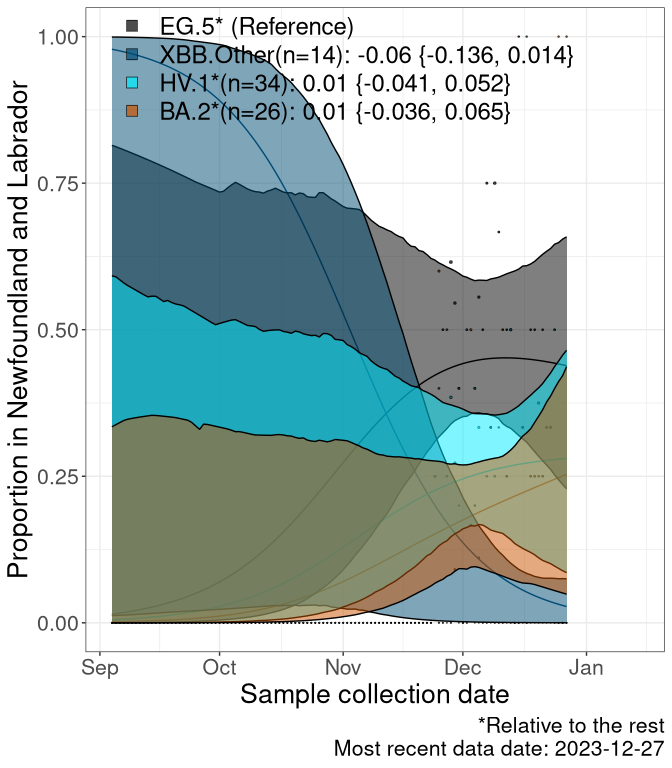 EG.5* (Reference)
XBB.Other(n=14): -0.06 {-0.136, 0.014}
HV.1*(n=34): 0.01 {-0.041, 0.052}
BA.2*(n=26): 0.01 {-0.036, 0.065}
Proportion in Newfoundland and Labrador
1.00
0.75
0.50
0.25
0.00
Sep Oct Nov Dec Jan
Sample collection date
*Relative to the rest
Most recent data date: 2023-12-27